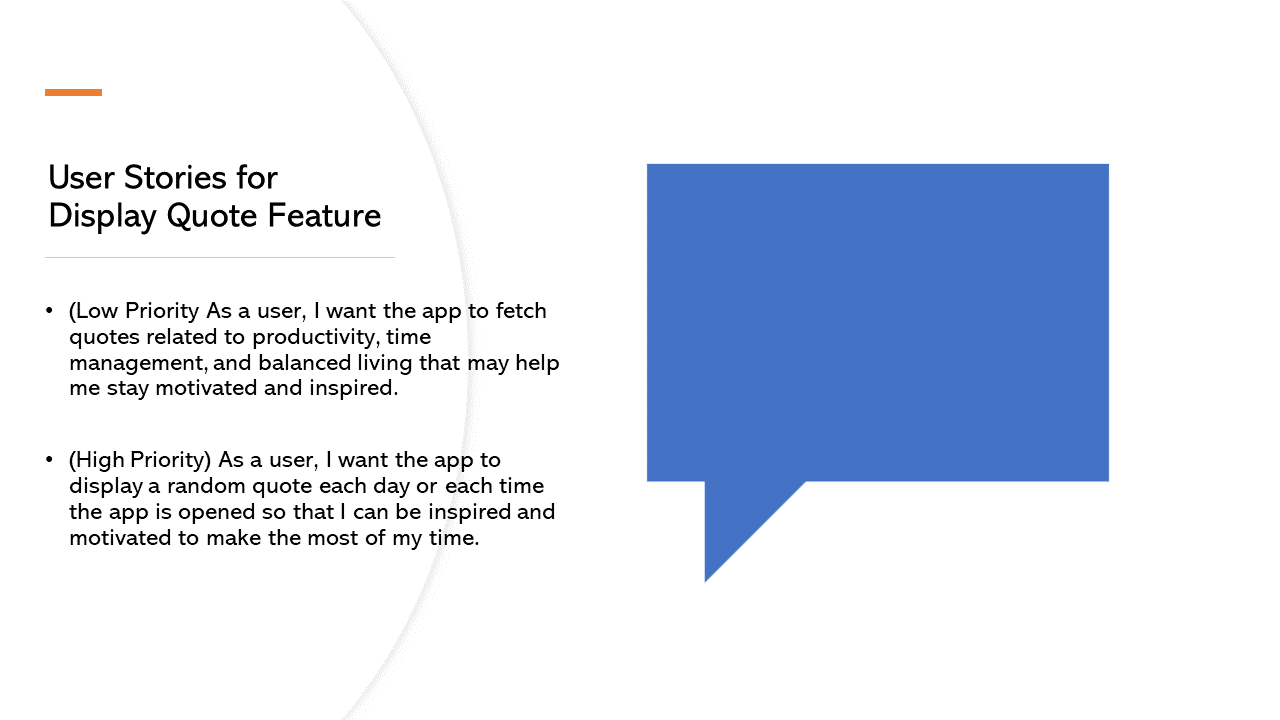 User Stories for
Display Quote Feature
• (Low Priority As a user, I want the app to fetch
quotes related to productivity, time
management, and balanced living that may help
me stay motivated and inspired.
• (High Priority) As a user, I want the app to
display a random quote each day or each time
the app is opened so that I can be inspired and
motivated to make the most of my time.